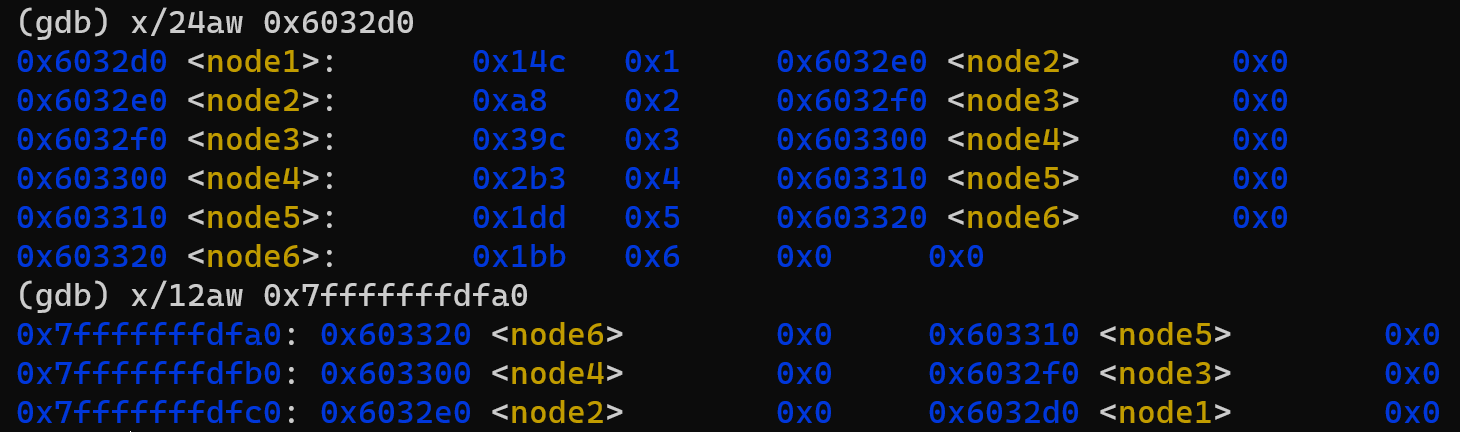 (gdb) x/24aw 0x6032d0
0x6032d0 <node1>: 0x14c 0x1 0x6032e0 <node2> 0x0
0x6032e0 <node2>: 0xa8 0x2 0x6032f0 <node3> 0x0
0x6032f0 <node3>: 0x39c 0x3 0x603300 <node4> 0x0
0x603300 <node4>: 0x2b3 0x4 0x603310 <node5> 0x0
0x603310 <node5>: 0x1dd 0x5 0x603320 <node6> 0x0
0x603320 <node6>: 0x1bb 0x6 0x0 0x0
(gdb) x/12aw 0x7fffffffdfa0
0x7fffffffdfa0: 0x603320 <node6> 0x0 0x603310 <node5> 0x0
0x7fffffffdfb0: 0x603300 <node4> 0x0 0x6032f0 <node3> 0x0
0x7fffffffdfc0: 0x6032e0 <node2> 0x0 0x6032d0 <node1> 0x0